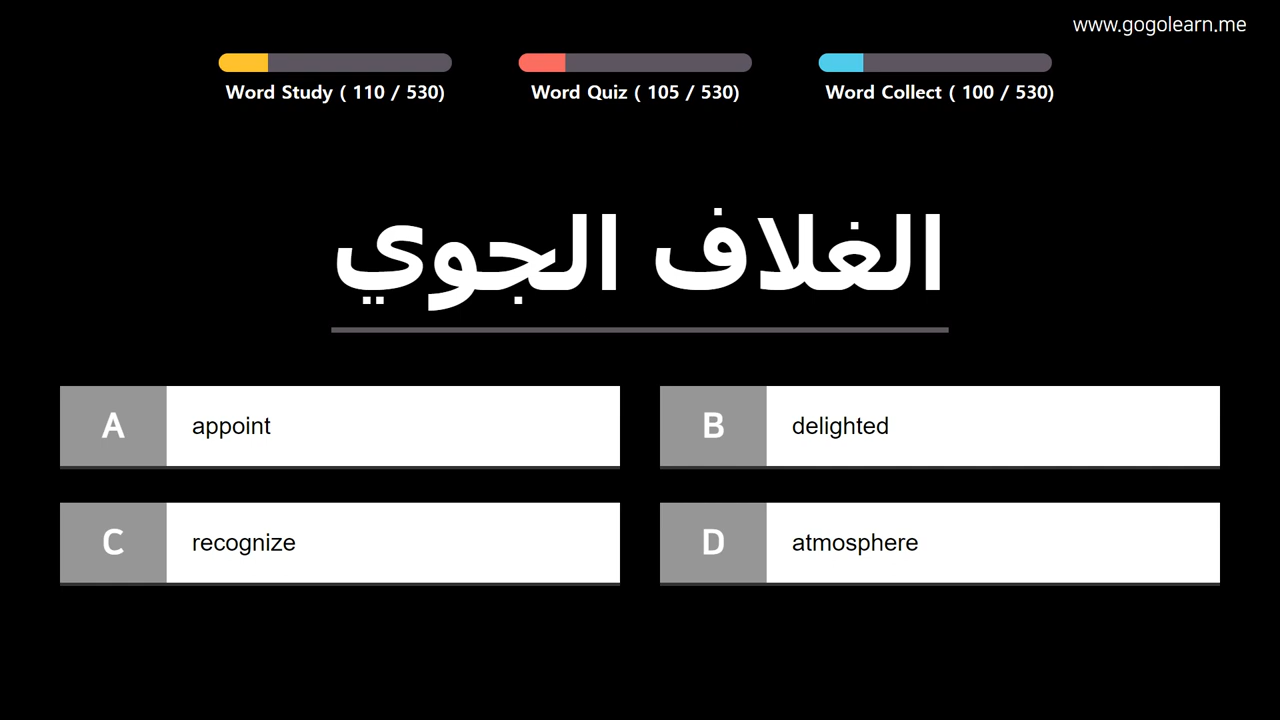 www.gogolearn.me
Word Study ( 110 / 530)
Word Quiz ( 105 / 530)
Word Collect ( 100 / 530)
الغلاف الجوي
A
appoint
B
delighted
C
recognize
D
atmosphere